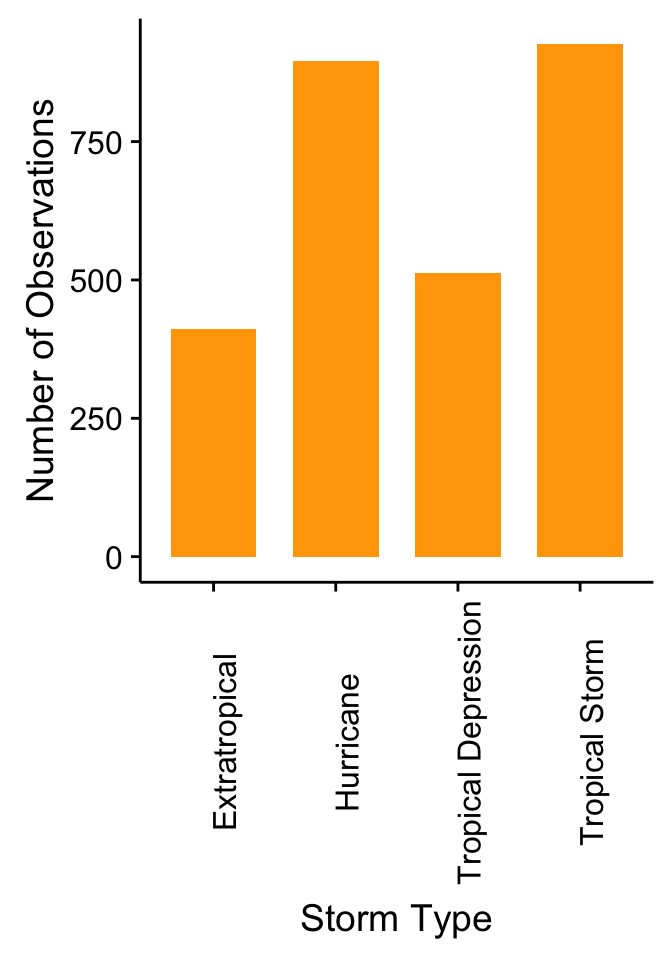 Number of Observations
750
500
250
0
Extratropical
Hurricane
Tropical Depression
Tropical Storm
Storm Type